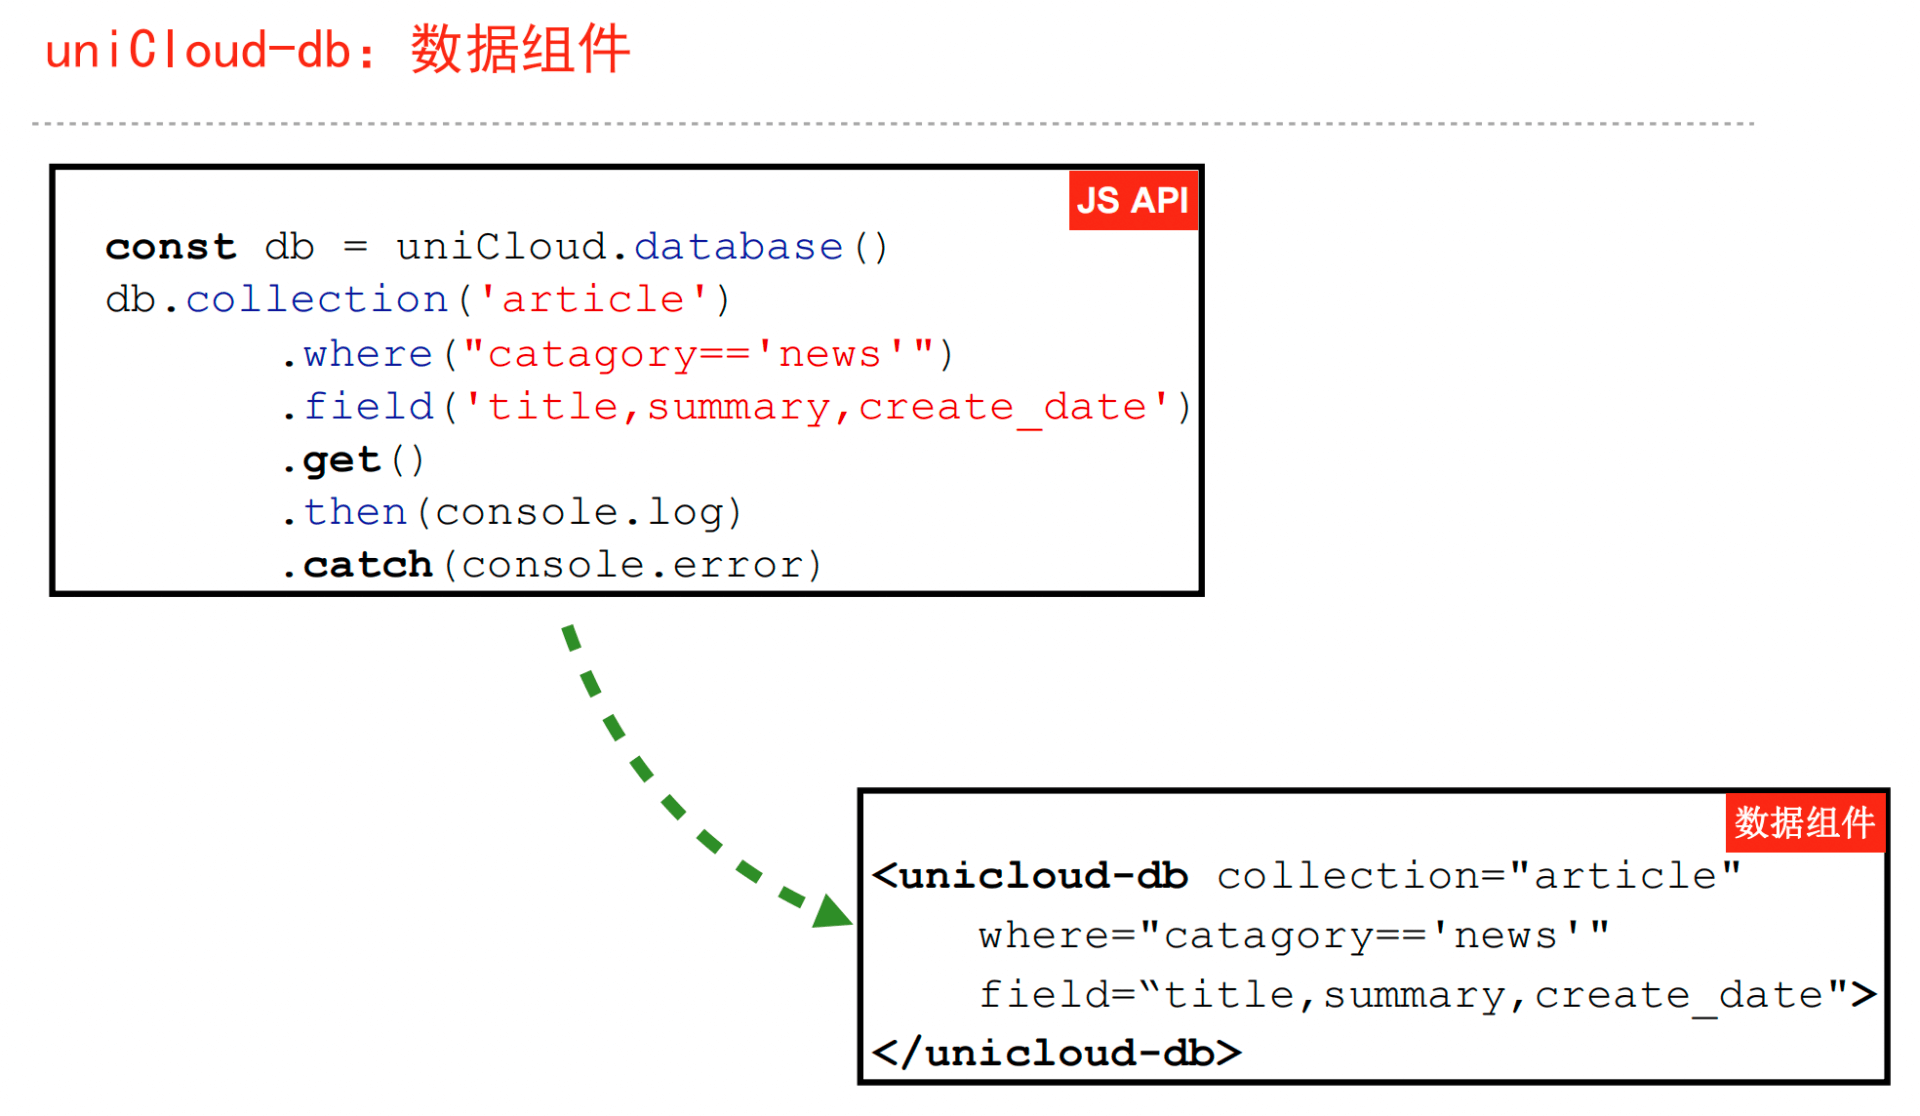 uniCloud-db：数据组件
JS API
const db = uniCloud.database()
db.collection('article')
.where("catagory=='news'")
.field('title,summary,create_date')
.get()
.then(console.log)
.catch(console.error)
数据组件
<unicloud-db collection="article"
where="catagory=='news'"
field=“title,summary,create_date">
</unicloud-db>